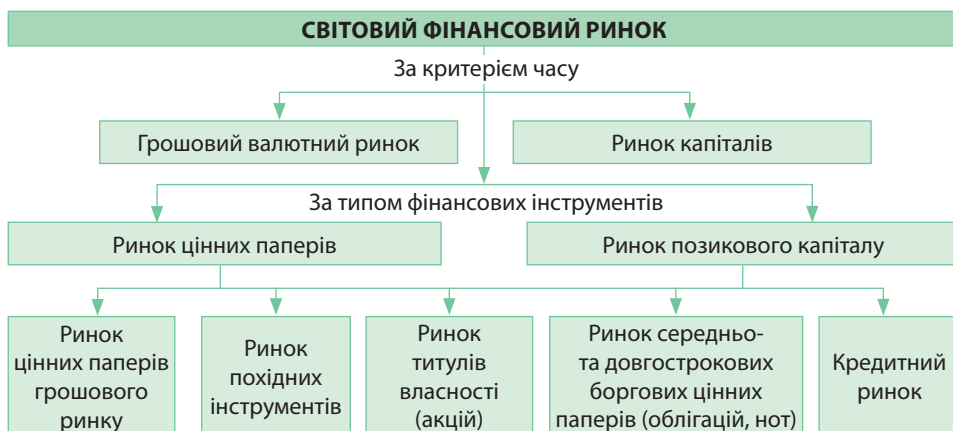 СВІТОВИЙ ФІНАНСОВИЙ РИНОК
За критерієм часу
Грошовий валютний ринок
Ринок капіталів
За типом фінансових інструментів
Ринок цінних паперів
Ринок позикового капіталу
Ринок
цінних паперів
грошового
ринку
Ринок
похідних
інструментів
Ринок
титулів
власності
(акцій)
Ринок середньо-
та довгострокових
боргових цінних
паперів (облігацій, нот)
Кредитний
ринок